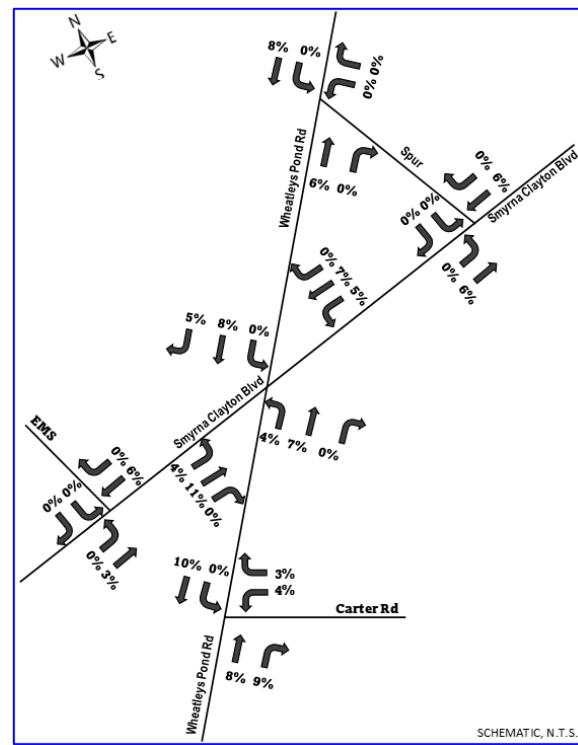 N
E
W
S
8% 0%
0% 0%
Wheatleys Pond Rd
6% 0%
Spur
0% 6%
Smyrna Clayton Blvd
0% 0%
0% 6%
0% 7% 5%
5% 8% 0%
Smyrna Clayton Blvd
4% 7% 0%
EMS
0% 6%
4% 11% 0%
0% 0%
0% 3%
10% 0%
3%
4%
Carter Rd
Wheatleys Pond Rd
8% 9%
SCHEMATIC, N.T.S.